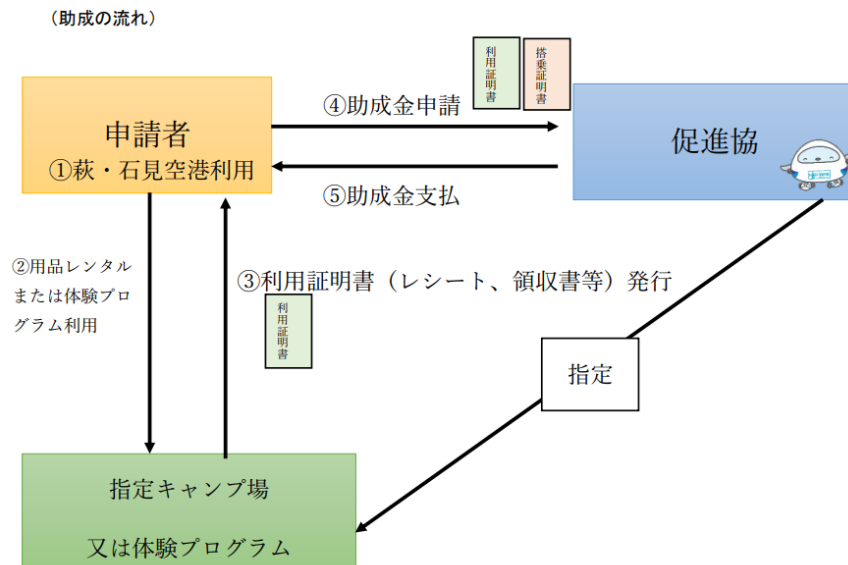 （助成の流れ）
利用証明書
搭乗証明書
④助成金申請
申請者
①萩・石見空港利用
促進協
⑤助成金支払
②用品レンタル
または体験プロ
グラム利用
③利用証明書（レシート、領収書等）発行
利用証明書
指定
指定キャンプ場
又は体験プログラム